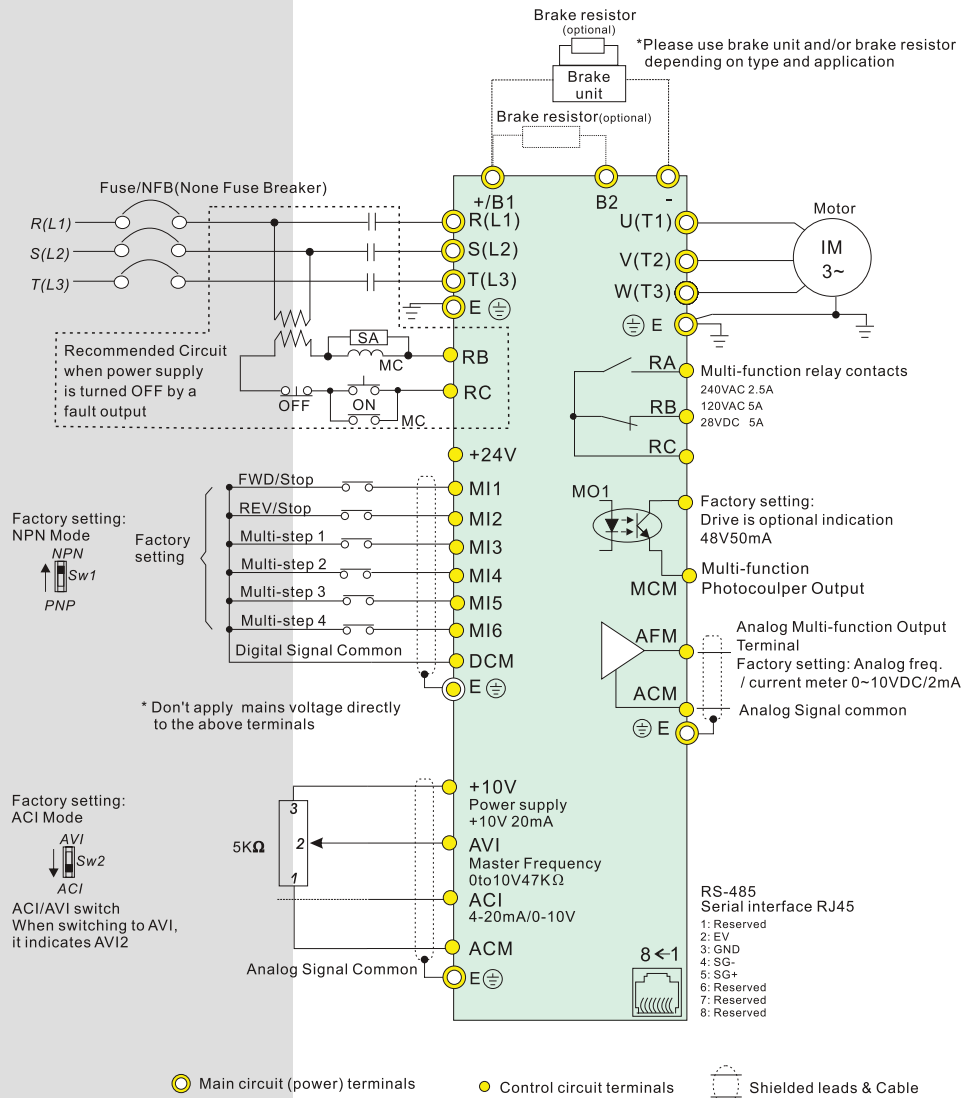 Brake resistor
(optional)
*Please use brake unit and/or brake resistor
depending on type and application
Brake
unit
Brake resistor(optional)
Fuse/NFB(None Fuse Breaker)
+/B1
B2
-
R(L1)
R(L1)
S(L2)
S(L2)
T(L3)
T(L3)
E
U(T1)
V(T2)
W(T3)
E
Motor
IM
3~
Recommended Circuit
when power supply
is turned OFF by a
fault output
SA
MC
RB
RC
OFF
ON
MC
RA
RB
RC
Multi-function relay contacts
240VAC 2.5A
120VAC 5A
28VDC 5A
+24V
Factory setting:
NPN Mode
NPN
Sw1
PNP
Factory
setting
FWD/Stop
MI1
REV/Stop
MI2
Multi-step 1
MI3
Multi-step 2
MI4
Multi-step 3
MI5
Multi-step 4
MI6
Digital Signal Common
DCM
E
* Don't apply mains voltage directly
to the above terminals
MO1
Factory setting:
Drive is optional indication
48V50mA
MCM
Multi-function
Photocoulper Output
AFM
Analog Multi-function Output
Terminal
Factory setting: Analog freq.
/ current meter 0~10VDC/2mA
ACM
Analog Signal common
E
Factory setting:
ACI Mode
AVI
Sw2
ACI
ACI/AVI switch
When switching to AVI,
it indicates AVI2
5KΩ
3
2
1
+10V
Power supply
+10V 20mA
AVI
Master Frequency
0to10V47KΩ
ACI
4-20mA/0-10V
ACM
Analog Signal Common
E
8←1
RS-485
Serial interface RJ45
1: Reserved
2: EV
3: GND
4: SG-
5: SG+
6: Reserved
7: Reserved
8: Reserved
Main circuit (power) terminals
Control circuit terminals
Shielded leads & Cable